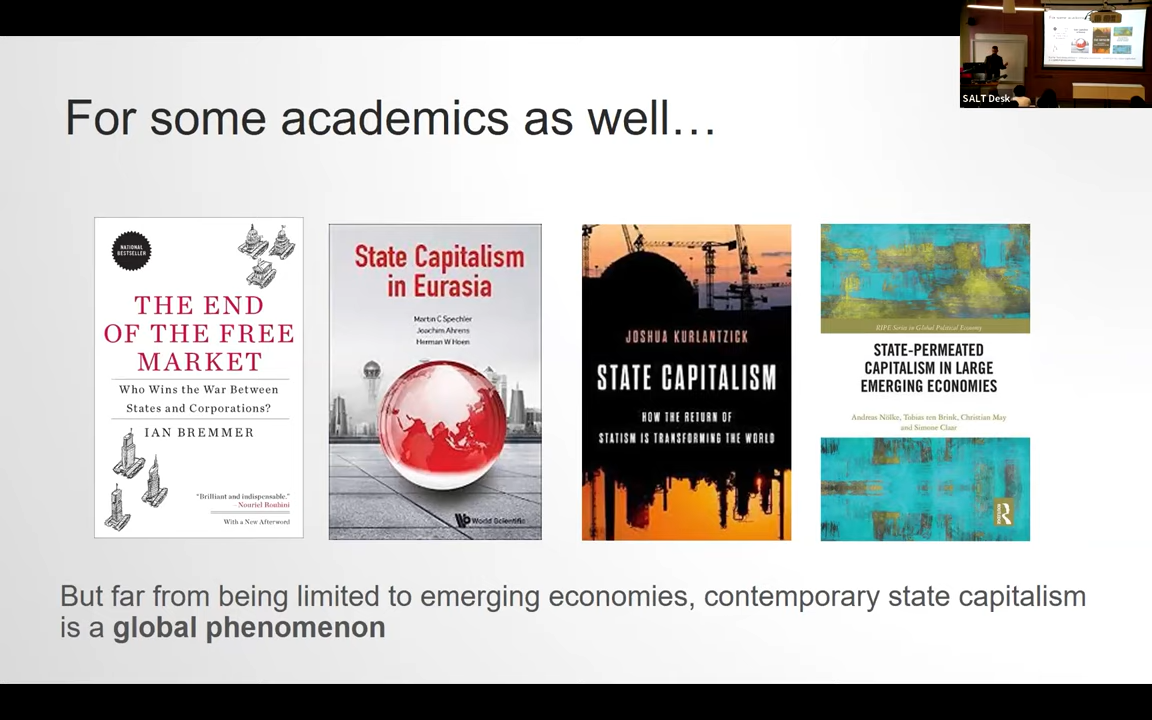 SALT Desk
For some academics as well…
NATIONAL
BESTSELLER
THE END
OF THE FREE
MARKET
Who Wins the War Between
States and Corporations?
IAN BREMMER
"Brilliant and indispensable."
- Nouriel Roubini
With a New Afterword
State Capitalism
in Eurasia
Martin C Spechler
Joachim Ahrens
Herman W Hoen
World Scientific
JOSHUA KURLANTZICK
STATE CAPITALISM
HOW THE RETURN OF
STATISM IS TRANSFORMING THE WORLD
RIPE Series in Global Political Economy
STATE-PERMEATED
CAPITALISM IN LARGE
EMERGING ECONOMIES
Andreas Nölke, Tobias ten Brink, Christian May
and Simone Claar
But far from being limited to emerging economies, contemporary state capitalism
is a global phenomenon